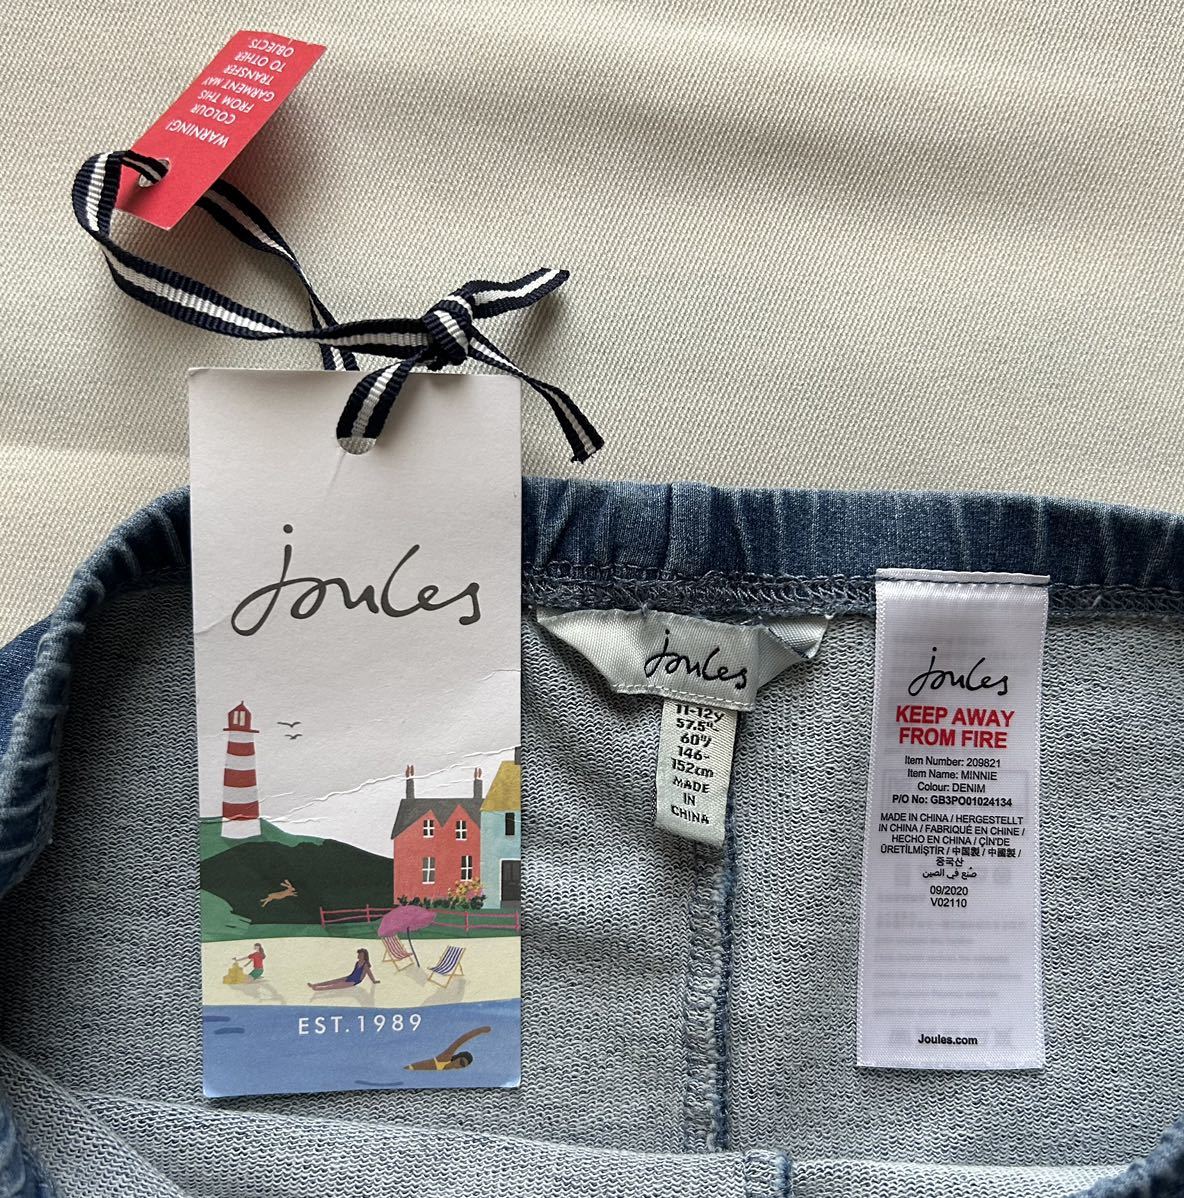 WARNING!
COLOUR
FROM THIS
GARMENT MAY
TRANSFER
TO OTHER
OBJECTS.
Joules
EST. 1989
Joules
11-12y
57.5"-
60"/
146-
152cm
MADE
IN
CHINA
Joules
KEEP AWAY
FROM FIRE
Item Number: 209821
Item Name: MINNIE
Colour: DENIM
P/O No: GB3PO01024134
MADE IN CHINA / HERGESTELLT
IN CHINA / FABRIQUÉ EN CHINE /
HECHO EN CHINA / ÇIN'DE
ÜRETİLMİŞTİR / 中国製 / 中國製 /
중국산
صنع في الصين
09/2020
V02110
Joules.com